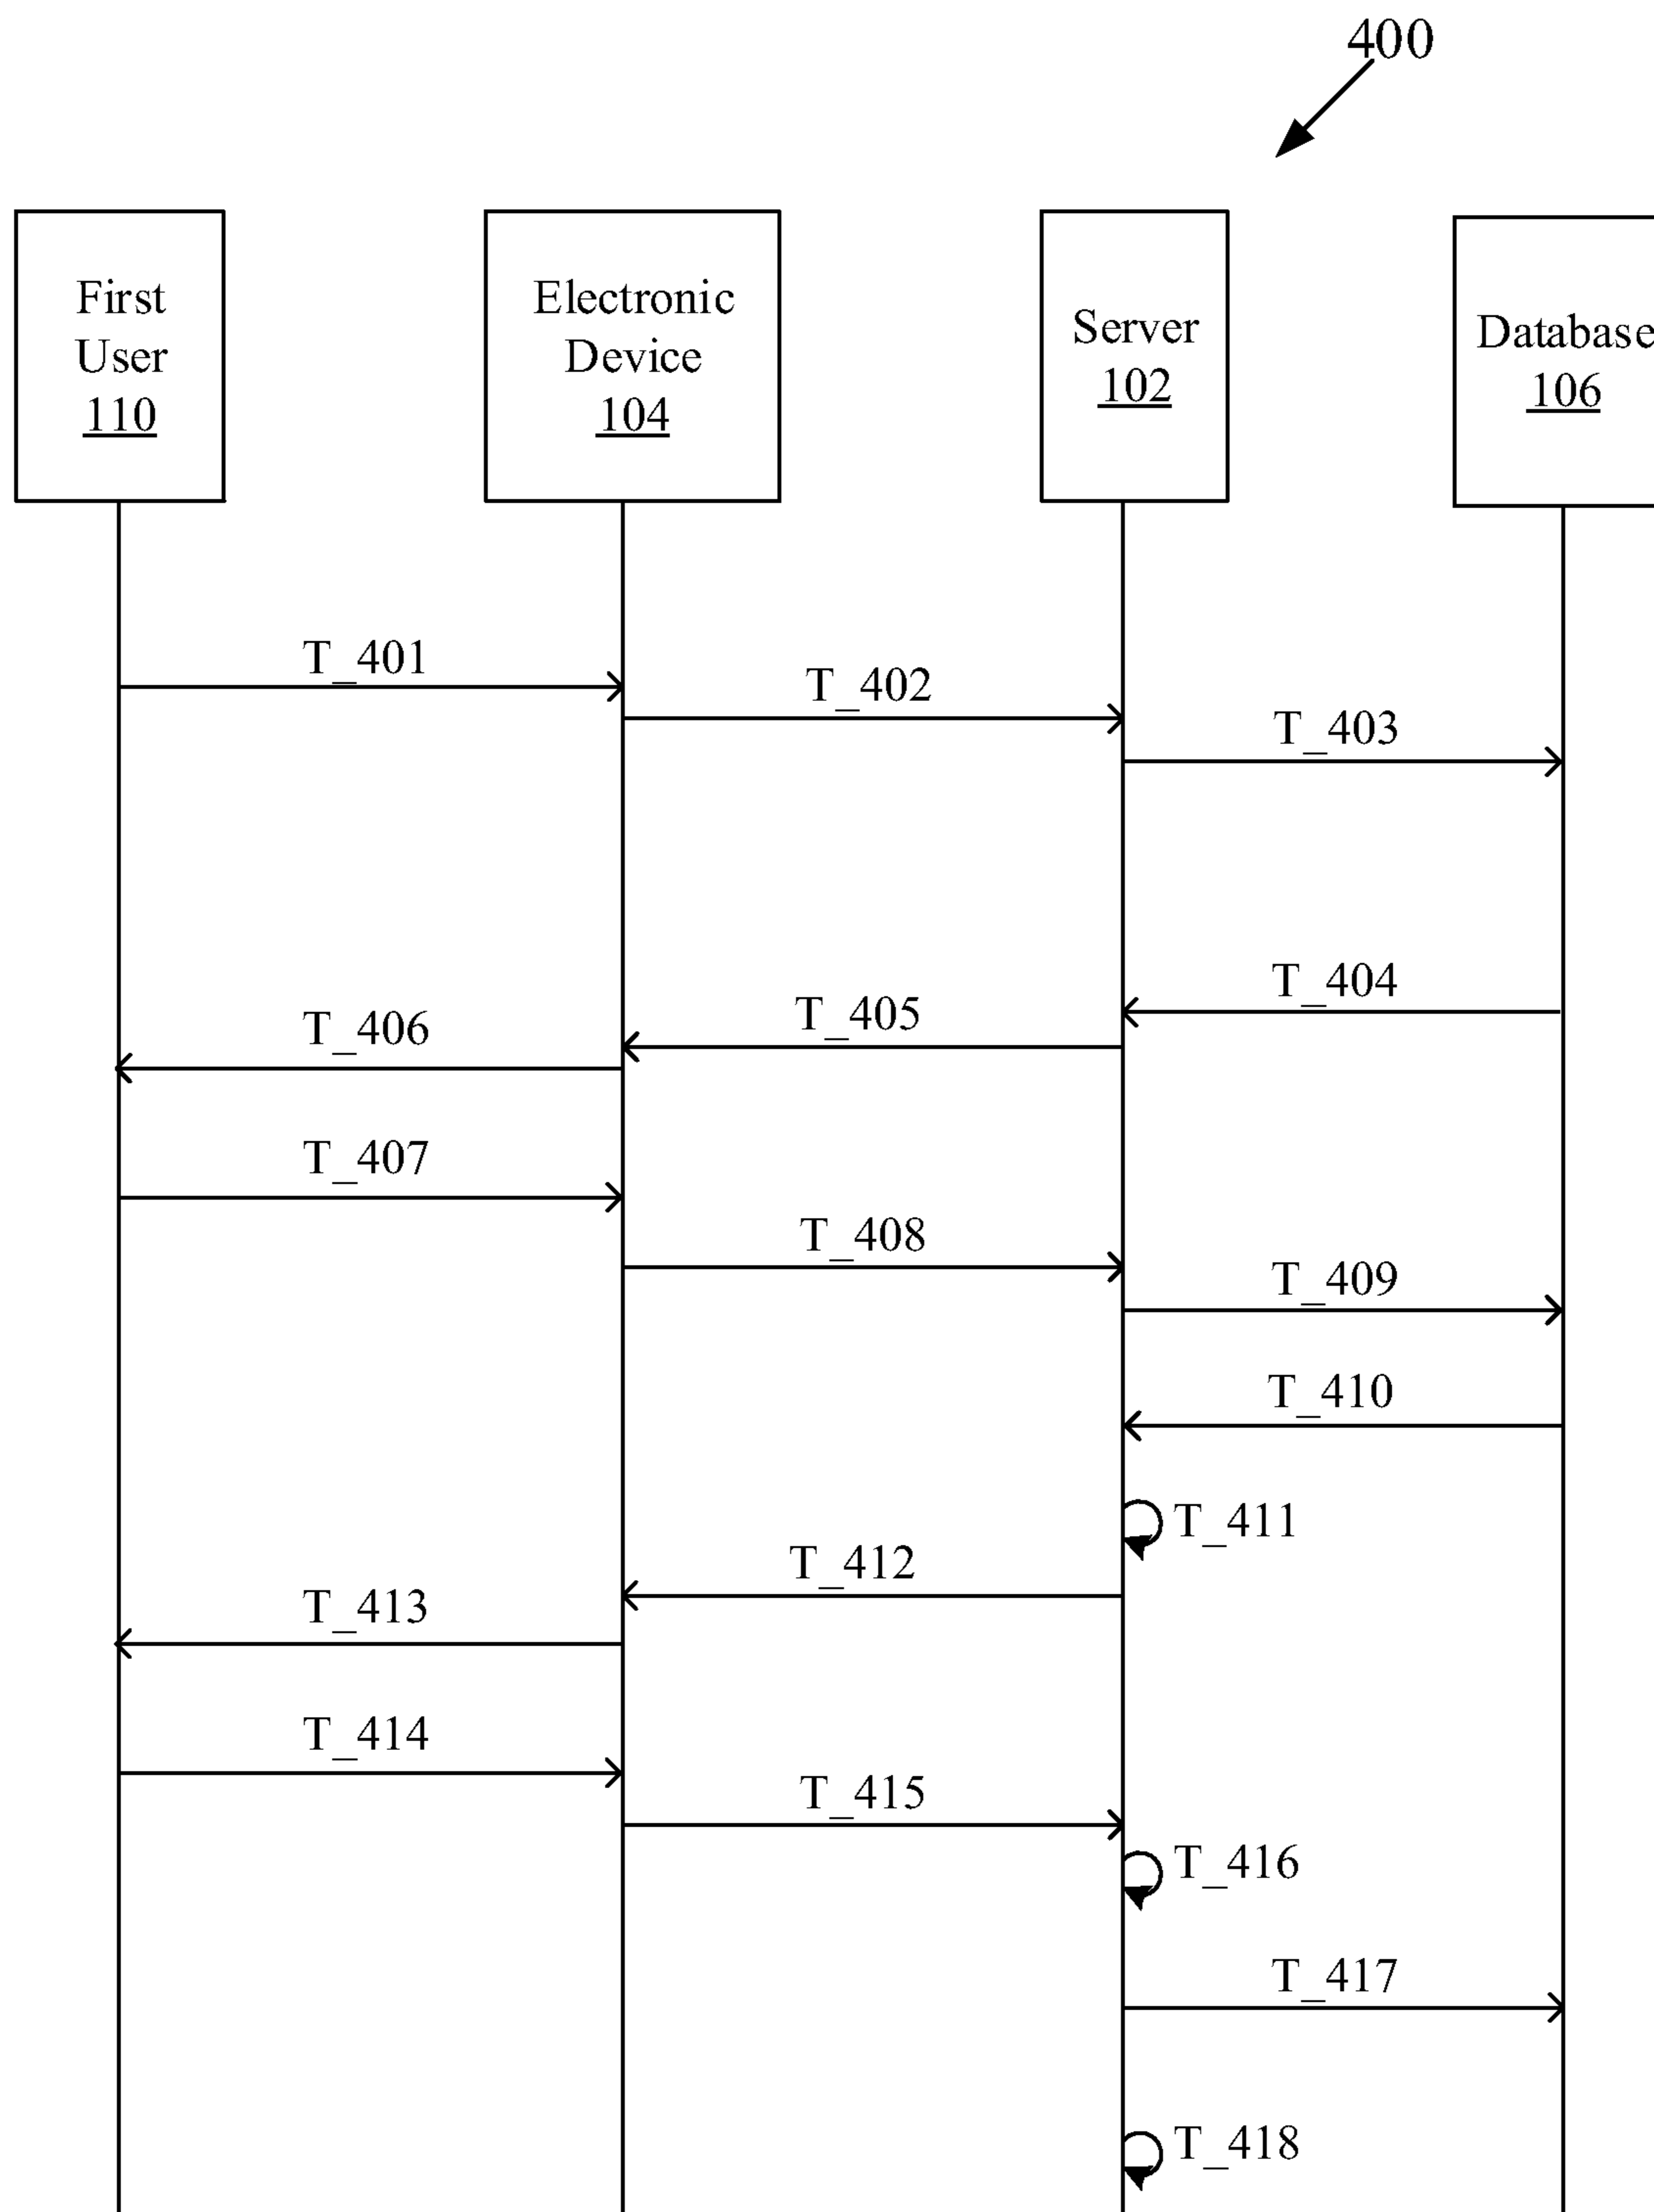 400
First
User
110
Electronic
Device
104
Server
102
Database
106
T_401
T_402
T_403
T_404
T_405
T_406
T_407
T_408
T_409
T_410
T_411
T_412
T_413
T_414
T_415
T_416
T_417
T_418